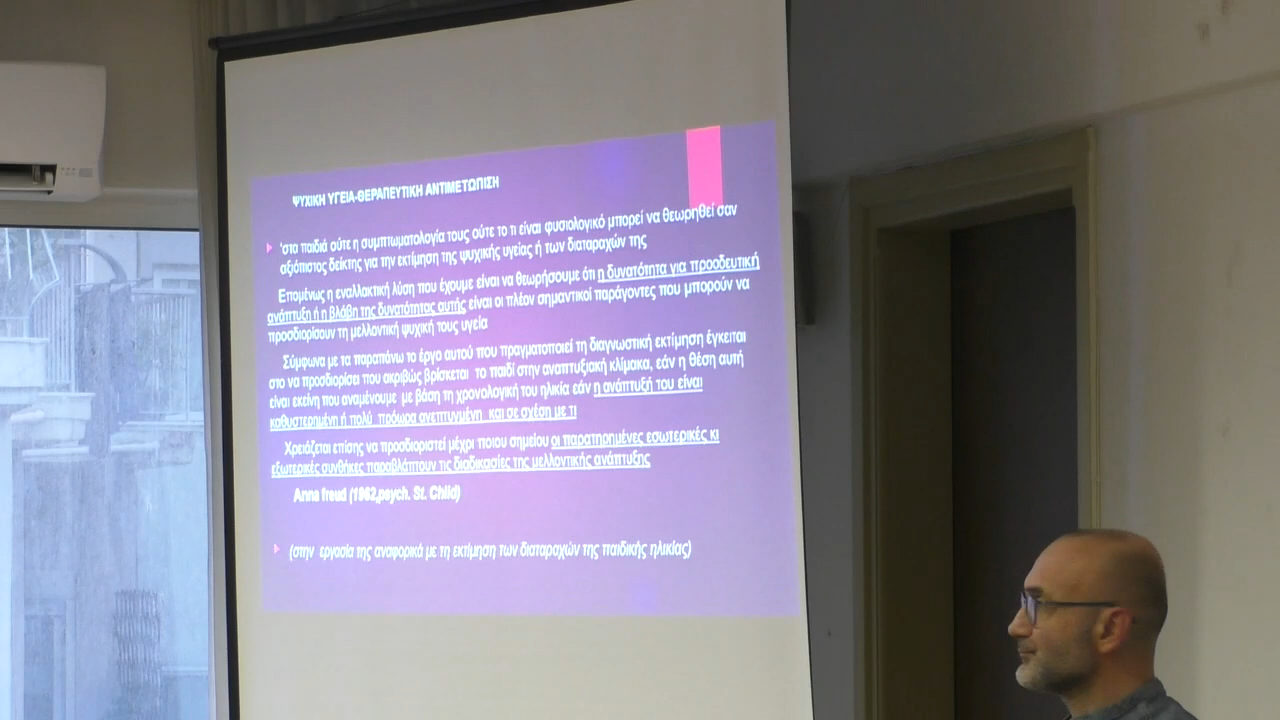 ΨΥΧΙΚΗ ΥΓΕΙΑ-ΘΕΡΑΠΕΥΤΙΚΗ ΑΝΤΙΜΕΤΩΠΙΣΗ
'στα παιδιά ούτε η συμπτωματολογία τους ούτε το τι είναι φυσιολογικό μπορεί να θεωρηθεί σαν
αξιόπιστος δείκτης για την εκτίμηση της ψυχικής υγείας ή των διαταραχών της
Επομένως η εναλλακτική λύση που έχουμε είναι να θεωρήσουμε ότι η δυνατότητα για προοδευτική
ανάπτυξη ή η βλάβη της δυνατότητας αυτής είναι οι πλέον σημαντικοί παράγοντες που μπορούν να
προσδιορίσουν τη μελλοντική ψυχική τους υγεία
Σύμφωνα με τα παραπάνω το έργο αυτού που πραγματοποιεί τη διαγνωστική εκτίμηση έγκειται
στο να προσδιορίσει που ακριβώς βρίσκεται το παιδί στην αναπτυξιακή κλίμακα, εάν η θέση αυτή
είναι εκείνη που αναμένουμε με βάση τη χρονολογική του ηλικία εάν η ανάπτυξή του είναι
καθυστερημένη ή πολύ πρόωρα ανεπτυγμένη και σε σχέση με τι
Χρειάζεται επίσης να προσδιοριστεί μέχρι ποιου σημείου οι παρατηρημένες εσωτερικές κι
εξωτερικές συνθήκες παραβλάπτουν τις διαδικασίες της μελλοντικής ανάπτυξης
Anna freud (1962,psych. St. Child)
(στην εργασία της αναφορικά με τη εκτίμηση των διαταραχών της παιδικής ηλικίας)